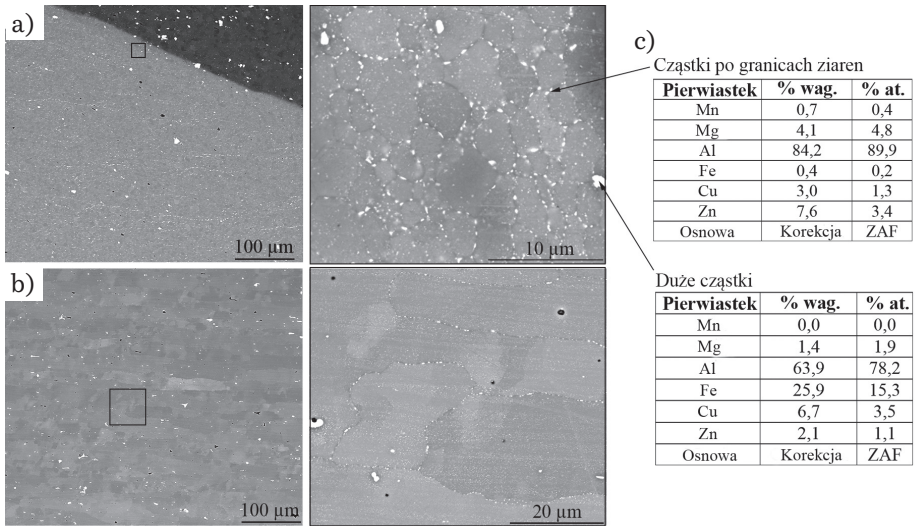 a)
100 µm
10 µm
b)
100 µm
20 µm
c)
Cząstki po granicach ziaren
Pierwiastek % wag. % at.
Mn 0,7 0,4
Mg 4,1 4,8
Al 84,2 89,9
Fe 0,4 0,2
Cu 3,0 1,3
Zn 7,6 3,4
Osnowa Korekcja ZAF
Duże cząstki
Pierwiastek % wag. % at.
Mn 0,0 0,0
Mg 1,4 1,9
Al 63,9 78,2
Fe 25,9 15,3
Cu 6,7 3,5
Zn 2,1 1,1
Osnowa Korekcja ZAF